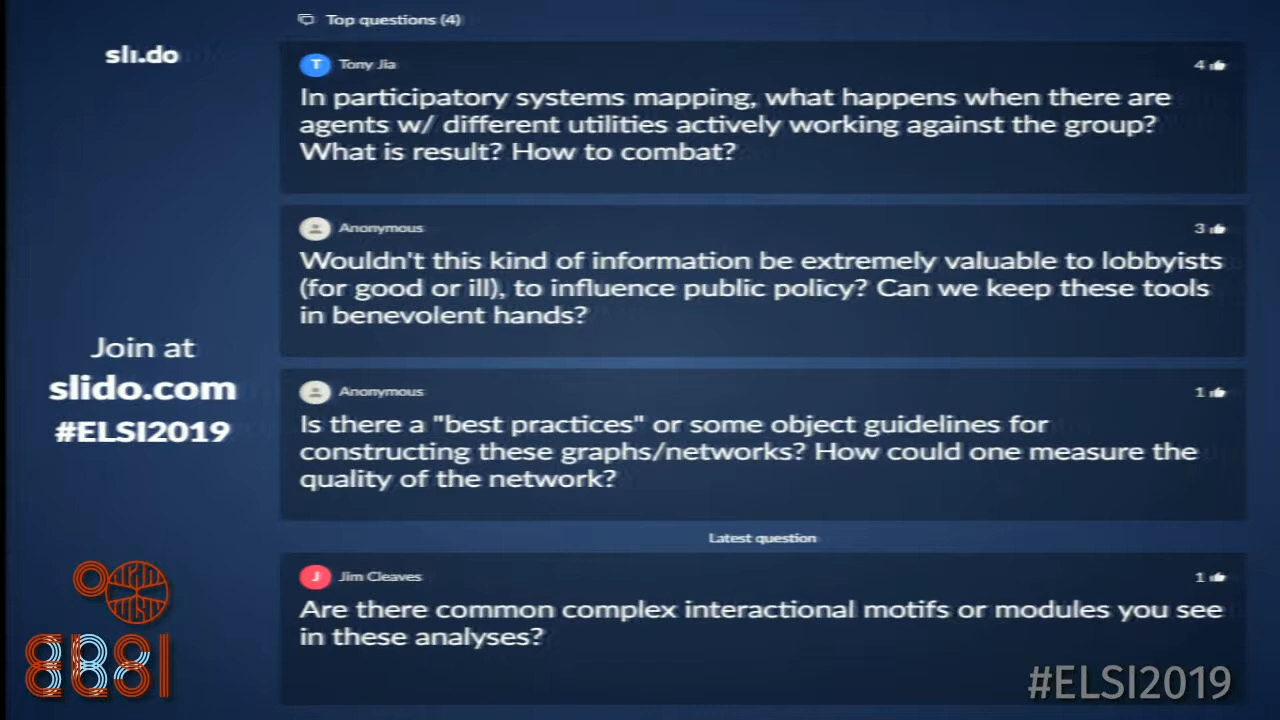 Top questions (4)
sli.do
T Tony Jia 4
In participatory systems mapping, what happens when there are
agents w/ different utilities actively working against the group?
What is result? How to combat?
Anonymous 3
Wouldn't this kind of information be extremely valuable to lobbyists
(for good or ill), to influence public policy? Can we keep these tools
in benevolent hands?
Join at
slido.com
#ELSI2019
Anonymous 1
Is there a "best practices" or some object guidelines for
constructing these graphs/networks? How could one measure the
quality of the network?
Latest question
J Jim Cleaves 1
Are there common complex interactional motifs or modules you see
in these analyses?
ELSI
#ELSI2019